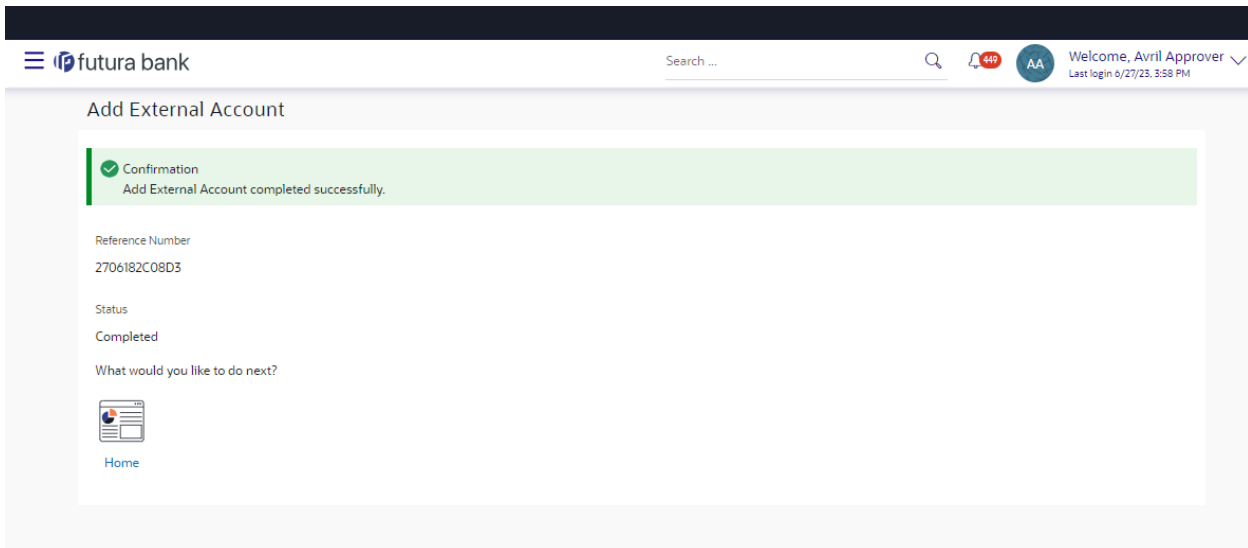 futura bank
Search ...
449
AA
Welcome, Avril Approver
Last login 6/27/23, 3:58 PM
Add External Account
Confirmation
Add External Account completed successfully.
Reference Number
2706182C08D3
Status
Completed
What would you like to do next?
Home